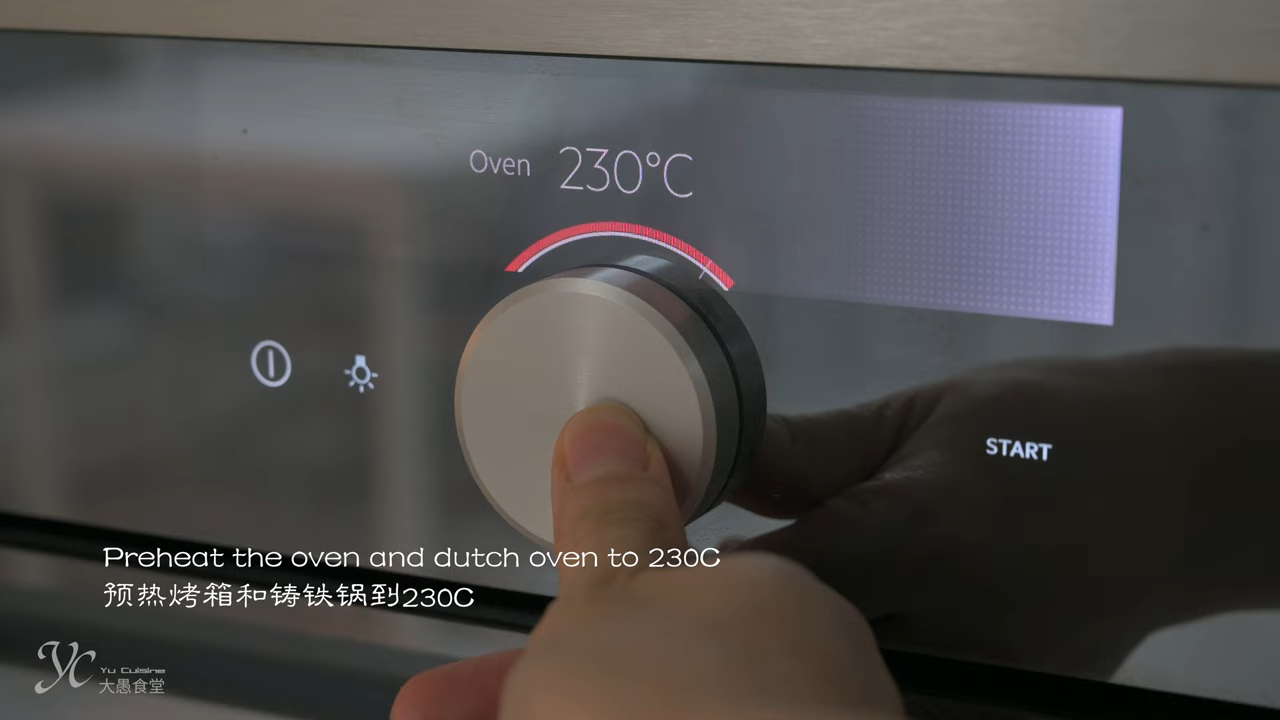 Oven 230°C
START
Preheat the oven and dutch oven to 230C
预热烤箱和铸铁锅到230C
YC Yu Cuisine
大愚食堂